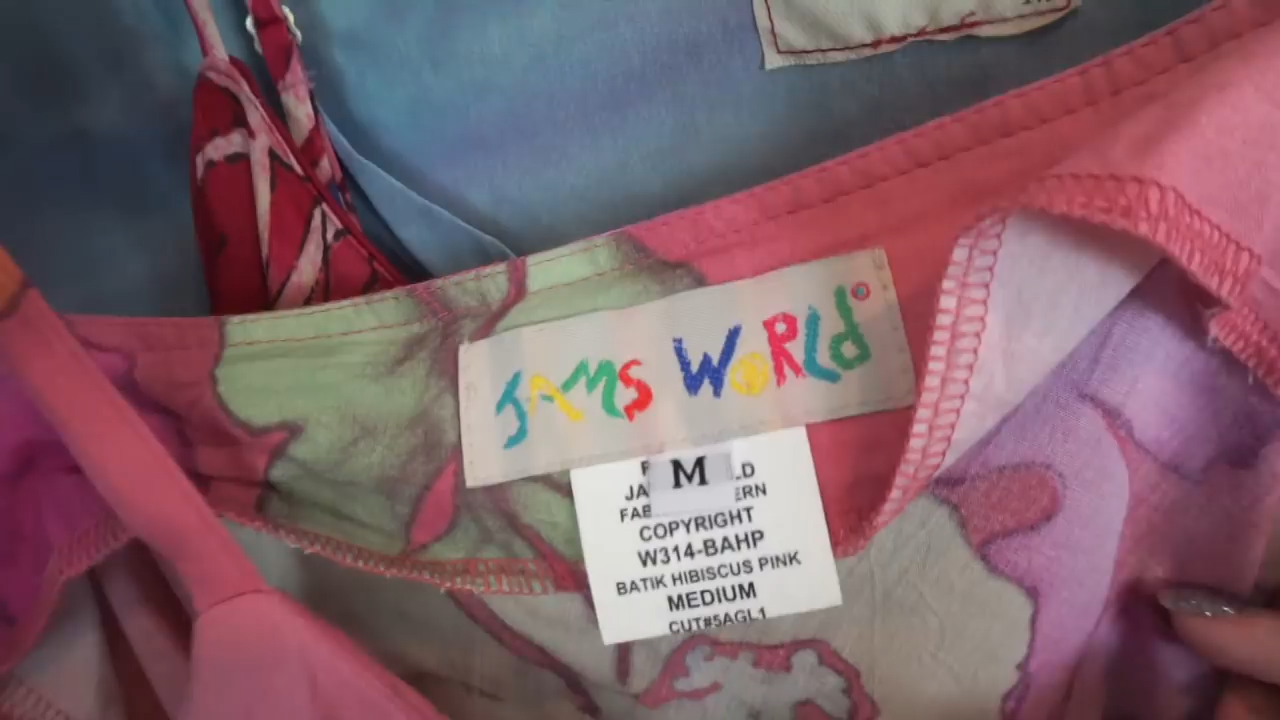 JAMS WORLD
M
COPYRIGHT
W314-BAHP
BATIK HIBISCUS PINK
MEDIUM
CUT#5AGL1